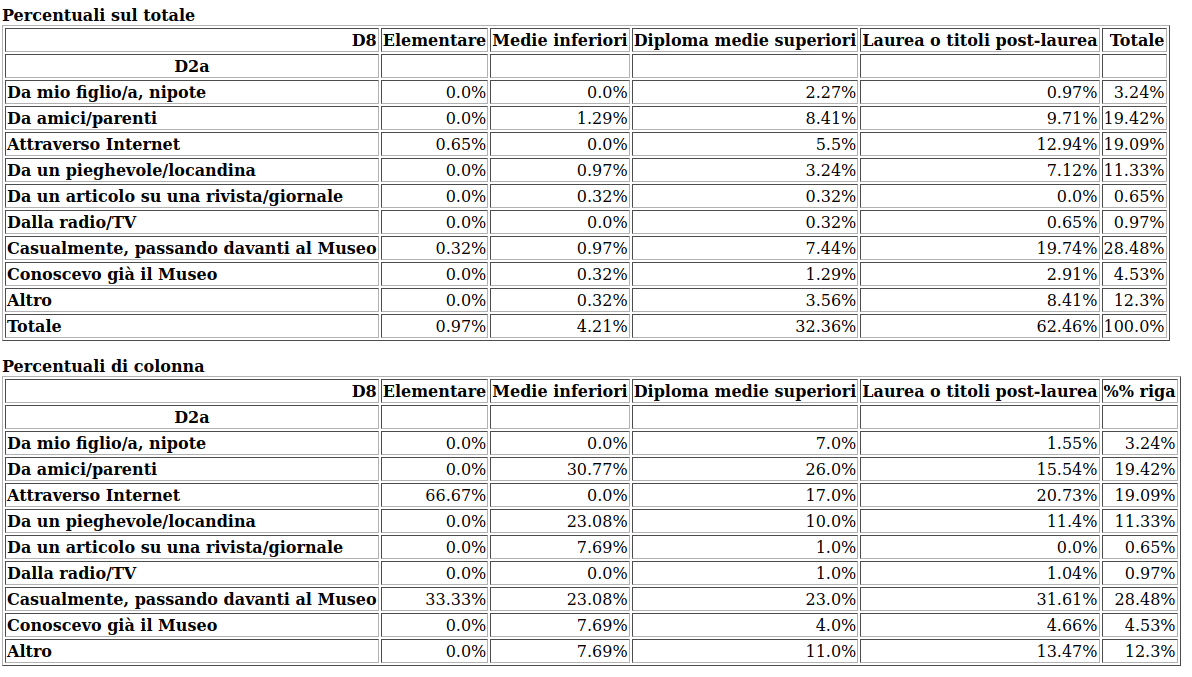 Percentuali sul totale
D8 Elementare Medie inferiori Diploma medie superiori Laurea o titoli post-laurea Totale
D2a
Da mio figlio/a, nipote 0.0% 0.0% 2.27% 0.97% 3.24%
Da amici/parenti 0.0% 1.29% 8.41% 9.71% 19.42%
Attraverso Internet 0.65% 0.0% 5.5% 12.94% 19.09%
Da un pieghevole/locandina 0.0% 0.97% 3.24% 7.12% 11.33%
Da un articolo su una rivista/giornale 0.0% 0.32% 0.32% 0.0% 0.65%
Dalla radio/TV 0.0% 0.0% 0.32% 0.65% 0.97%
Casualmente, passando davanti al Museo 0.32% 0.97% 7.44% 19.74% 28.48%
Conoscevo già il Museo 0.0% 0.32% 1.29% 2.91% 4.53%
Altro 0.0% 0.32% 3.56% 8.41% 12.3%
Totale 0.97% 4.21% 32.36% 62.46% 100.0%
Percentuali di colonna
D8 Elementare Medie inferiori Diploma medie superiori Laurea o titoli post-laurea %% riga
D2a
Da mio figlio/a, nipote 0.0% 0.0% 7.0% 1.55% 3.24%
Da amici/parenti 0.0% 30.77% 26.0% 15.54% 19.42%
Attraverso Internet 66.67% 0.0% 17.0% 20.73% 19.09%
Da un pieghevole/locandina 0.0% 23.08% 10.0% 11.4% 11.33%
Da un articolo su una rivista/giornale 0.0% 7.69% 1.0% 0.0% 0.65%
Dalla radio/TV 0.0% 0.0% 1.0% 1.04% 0.97%
Casualmente, passando davanti al Museo 33.33% 23.08% 23.0% 31.61% 28.48%
Conoscevo già il Museo 0.0% 7.69% 4.0% 4.66% 4.53%
Altro 0.0% 7.69% 11.0% 13.47% 12.3%